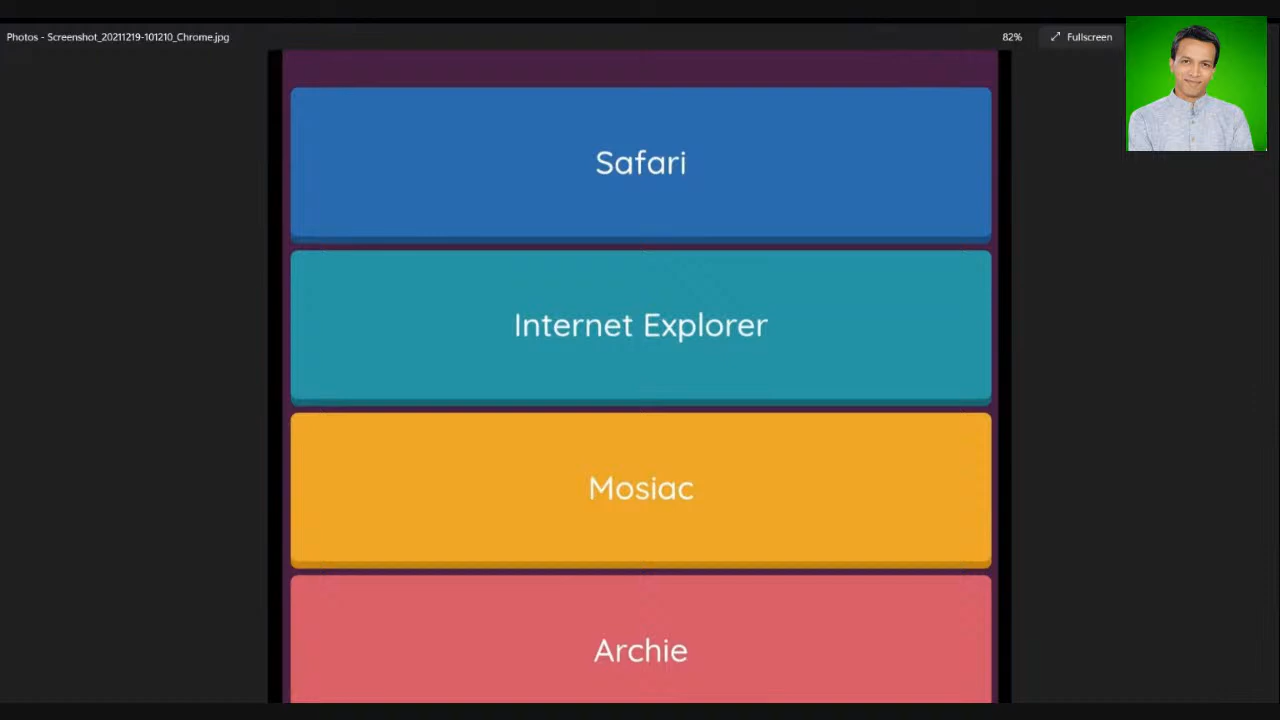 Photos - Screenshot_20211219-101210_Chrome.jpg
82%
Fullscreen
Safari
Internet Explorer
Mosiac
Archie